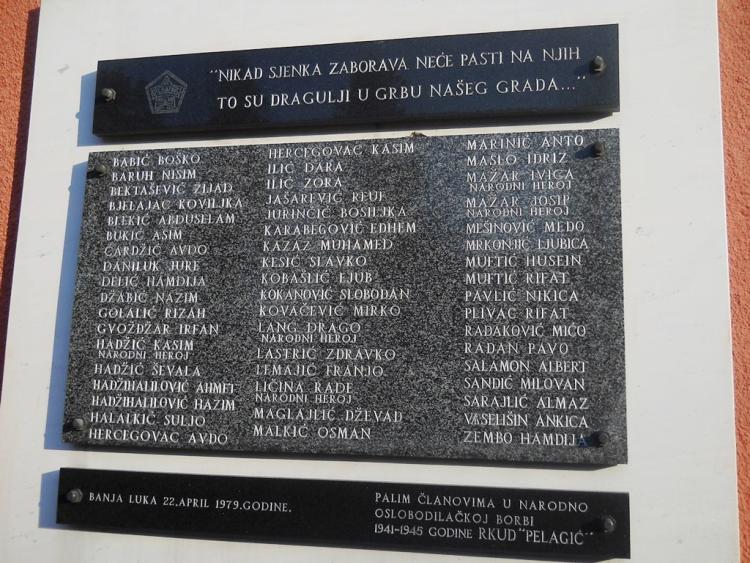 "NIKAD SJENKA ZABORAVA NEĆE PASTI NA NJIH
TO SU DRAGULJI U GRBU NAŠEG GRADA..."
BABIĆ BOŠKO
BARUH NISIM
BEKTAŠEVIĆ ZIJAD
BJELAJAC KOVILJKA
BLEKIĆ ABDUSELAM
BUKIĆ ASIM
ČARDŽIĆ AVDO
DANILUK JURE
DELIĆ HAMDIJA
DŽABIĆ NAZIM
GOLALIĆ RIZAH
GVOŽĐAR IRFAN
HADŽIĆ KASIM
NARODNI HEROJ
HADŽIĆ ŠEVALA
HADŽIHALILOVIĆ AHMET
HADŽIHALILOVIĆ HAZIM
HALALKIĆ SULJO
HERCEGOVAC AVDO
HERCEGOVAC KASIM
ILIĆ DARA
ILIĆ ZORA
JAŠAREVIĆ REUF
JURINČIĆ BOSILJKA
KARABEGOVIĆ EDHEM
KAZAZ MUHAMED
KESIĆ SLAVKO
KOBAŠLIĆ EJUB
KOKANOVIĆ SLOBODAN
KOVAČEVIĆ MIRKO
LANG DRAGO
NARODNI HEROJ
LASTRIĆ ZDRAVKO
LEMAJIĆ FRANJO
LIČINA RADE
NARODNI HEROJ
MAGLAJLIĆ DŽEVAD
MALKIĆ OSMAN
MARINIĆ ANTO
MASLO IDRIZ
MAŽAR IVICA
NARODNI HEROJ
MAŽAR JOSIP
NARODNI HEROJ
MEŠINOVIĆ MEDO
MRKONJIĆ LJUBICA
MUFTIĆ HUSEIN
MUFTIĆ RIFAT
PAVLIĆ NIKICA
PLIVAC RIFAT
RADAKOVIĆ MIĆO
RADAN PAVO
SALAMON ALBERT
SANDIĆ MILOVAN
SARAJLIĆ ALMAZ
VASELIŠIN ANKICA
ZEMBO HAMDIJA
BANJA LUKA 22.APRIL 1979.GODINE.
PALIM ČLANOVIMA U NARODNO
OSLOBODILAČKOJ BORBI
1941-1945 GODINE RKUD "PELAGIĆ"